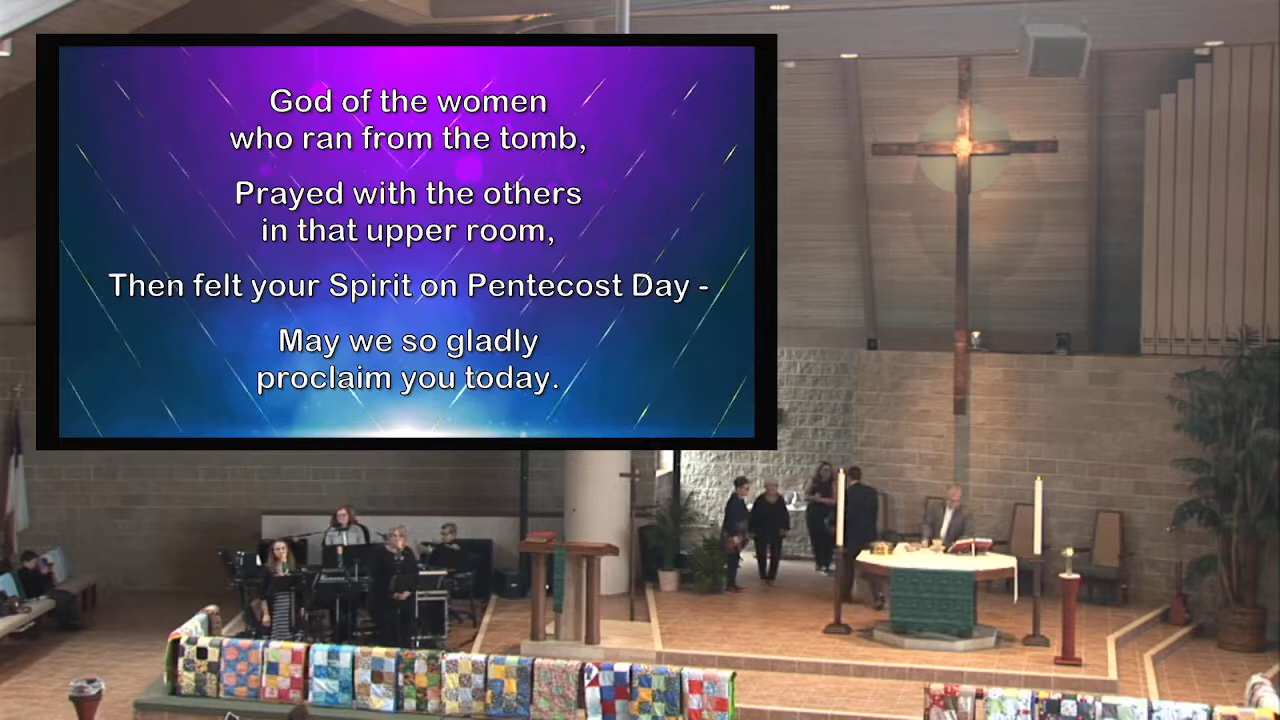 God of the women
who ran from the tomb,
Prayed with the others
in that upper room,
Then felt your Spirit on Pentecost Day -
May we so gladly
proclaim you today.